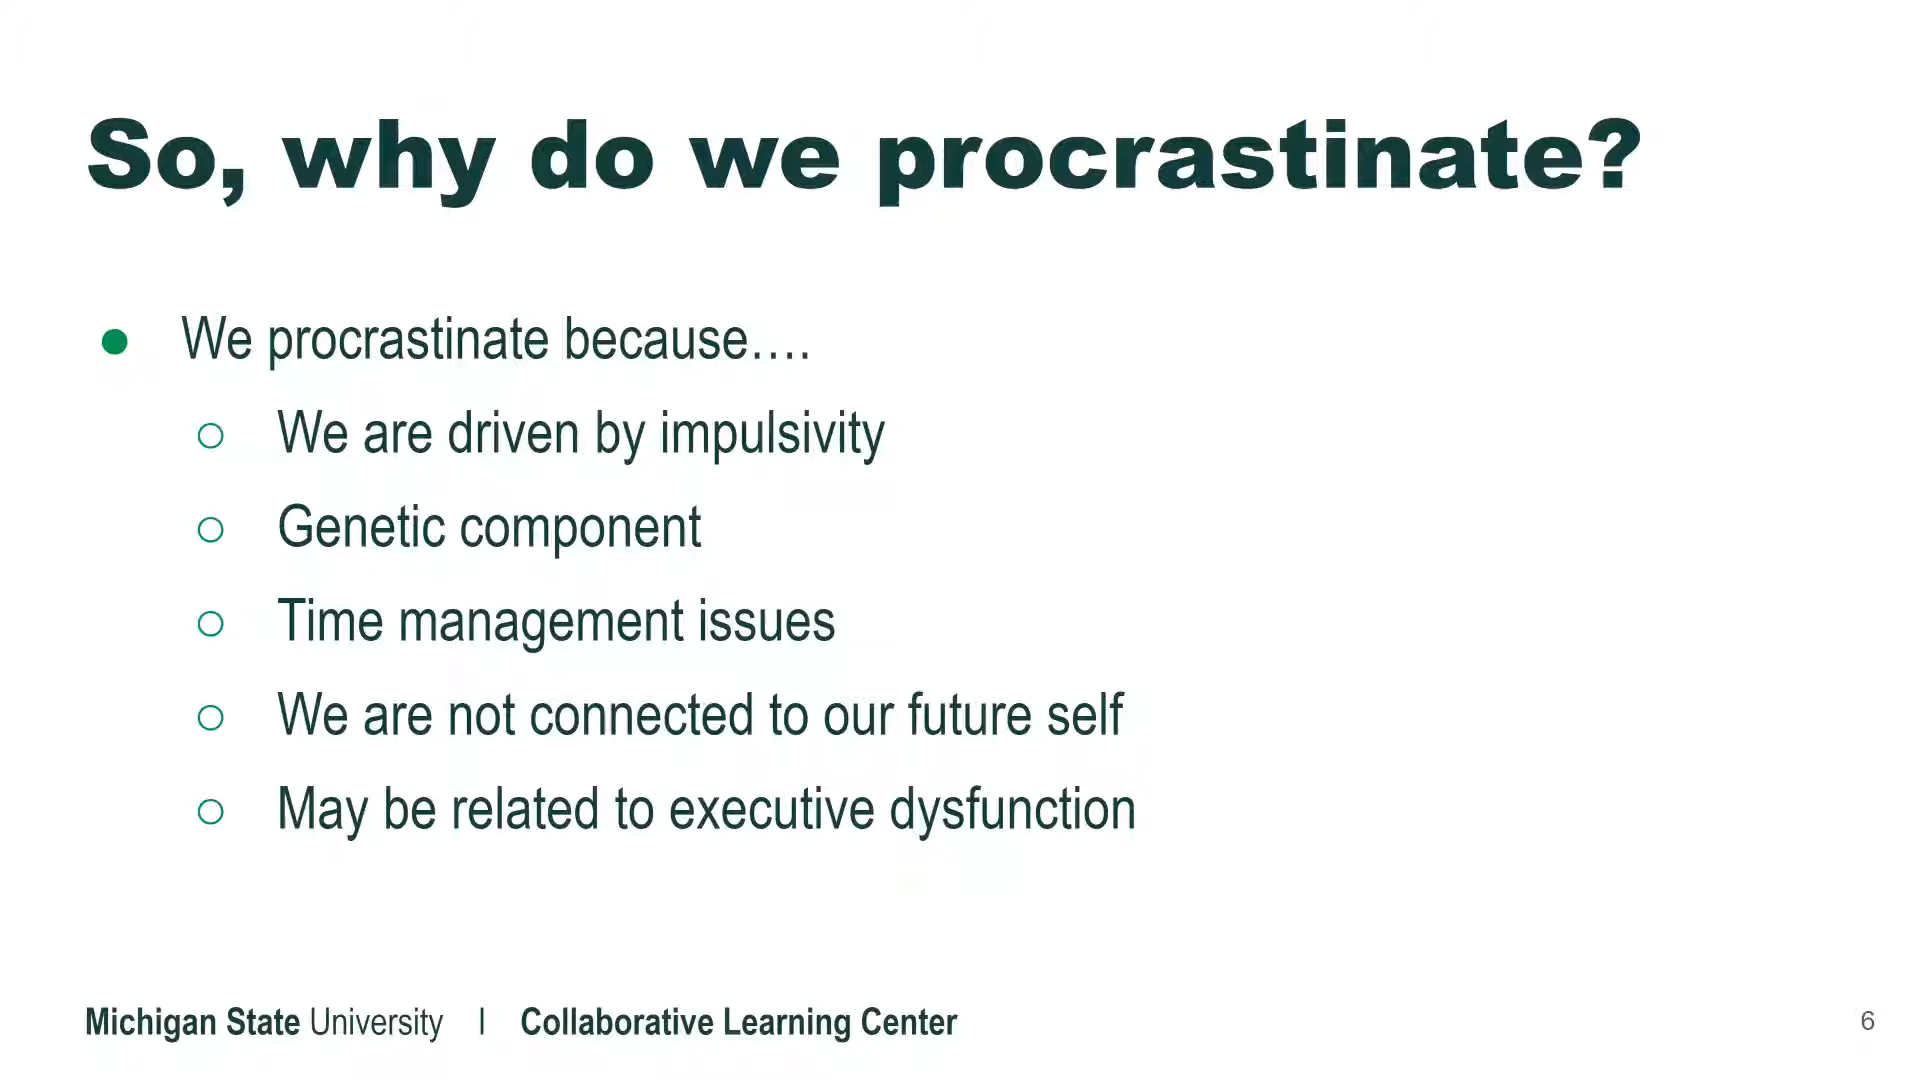 So, why do we procrastinate?
● We procrastinate because….
○ We are driven by impulsivity
○ Genetic component
○ Time management issues
○ We are not connected to our future self
○ May be related to executive dysfunction
Michigan State University | Collaborative Learning Center
6